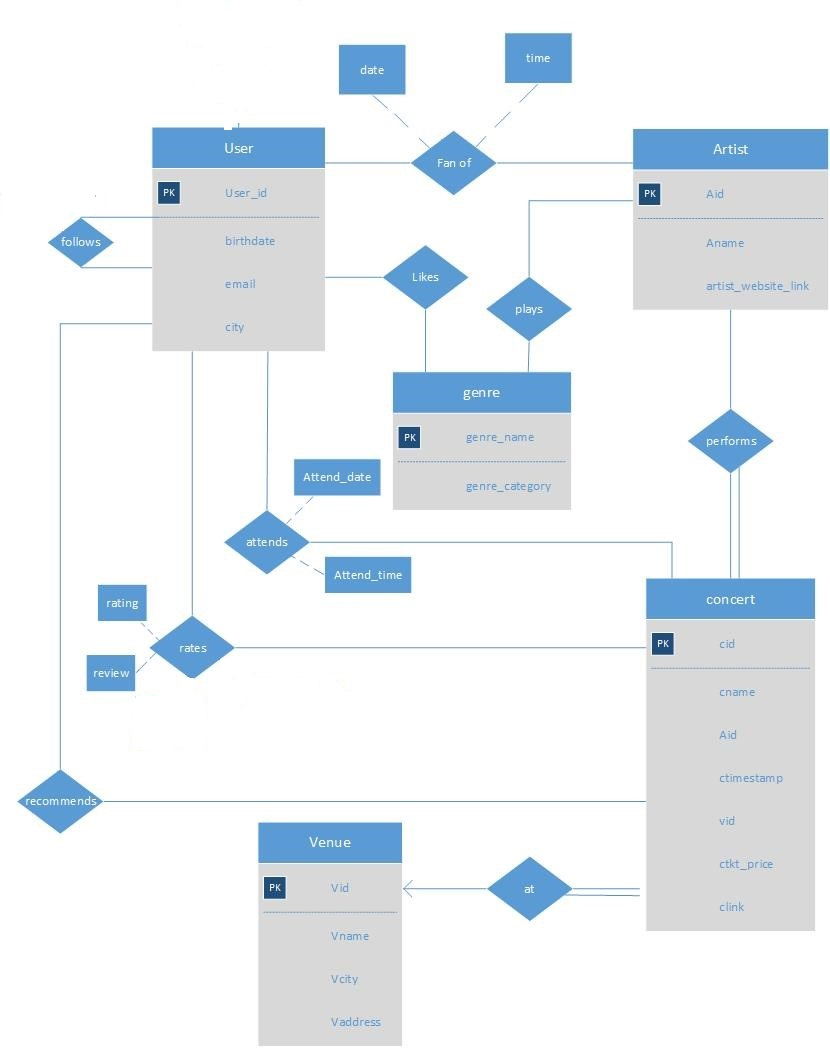 date
time
User
Fan of
Artist
PK
User_id
PK
Aid
follows
birthdate
Aname
email
Likes
artist_website_link
plays
city
genre
PK
genre_name
performs
Attend_date
genre_category
attends
Attend_time
rating
concert
rates
PK
cid
review
cname
Aid
ctimestamp
recommends
vid
Venue
ctkt_price
PK
Vid
at
clink
Vname
Vcity
Vaddress